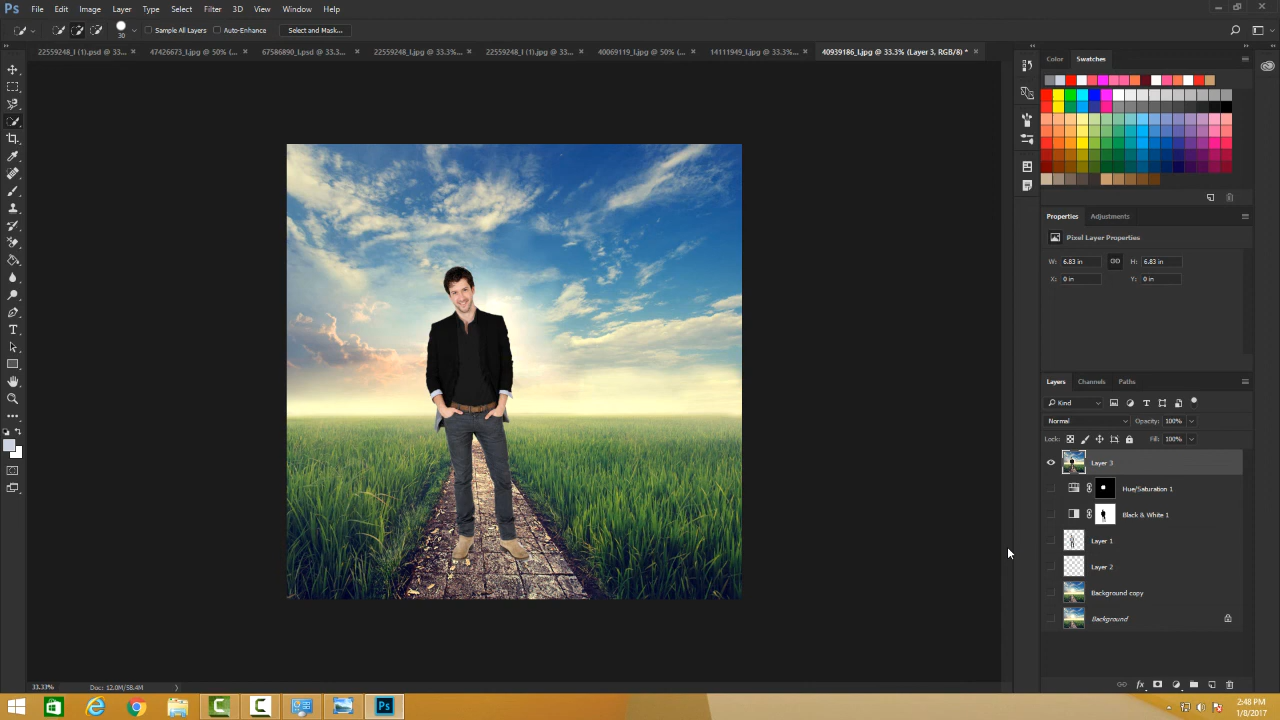 Ps File Edit Image Layer Type Select Filter 3D View Window Help
30 Sample All Layers Auto-Enhance Select and Mask...
22559248_l (1).psd @ 33... × 47426673_l.jpg @ 50% (... × 67586890_l.psd @ 33.3... × 22559248_l.jpg @ 33.3%... × 22559248_l (1).jpg @ 33... × 40069119_l.jpg @ 50% (... × 14111949_l.jpg @ 33.3%... × 40939186_l.jpg @ 33.3% (Layer 3, RGB/8) * ×
Color Swatches
Properties Adjustments
Pixel Layer Properties
W: 6.83 in H: 6.83 in
X: 0 in Y: 0 in
Layers Channels Paths
Kind
Normal Opacity: 100%
Lock: Fill: 100%
Layer 3
Hue/Saturation 1
Black & White 1
Layer 1
Layer 2
Background copy
Background
fx
33.33% Doc: 12.0M/58.4M
Ps
2:48 PM
1/8/2017